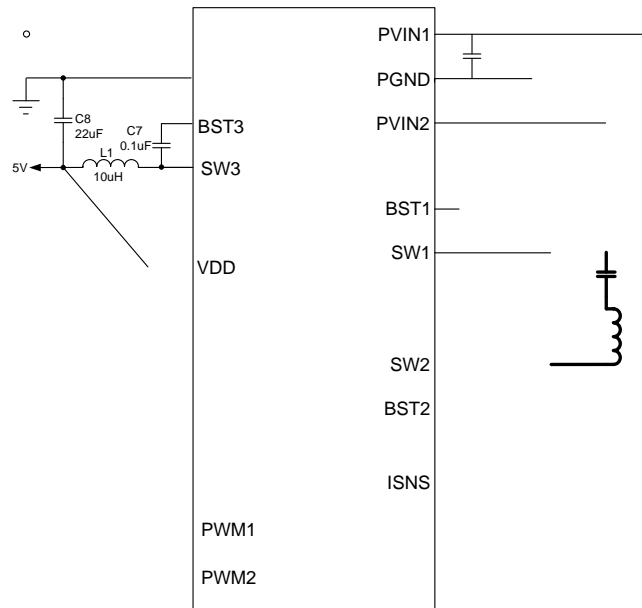 PVIN1
PGND
C8
22uF
C7
0.1uF
BST3
PVIN2
5V
L1
10uH
SW3
BST1
SW1
VDD
SW2
BST2
ISNS
PWM1
PWM2